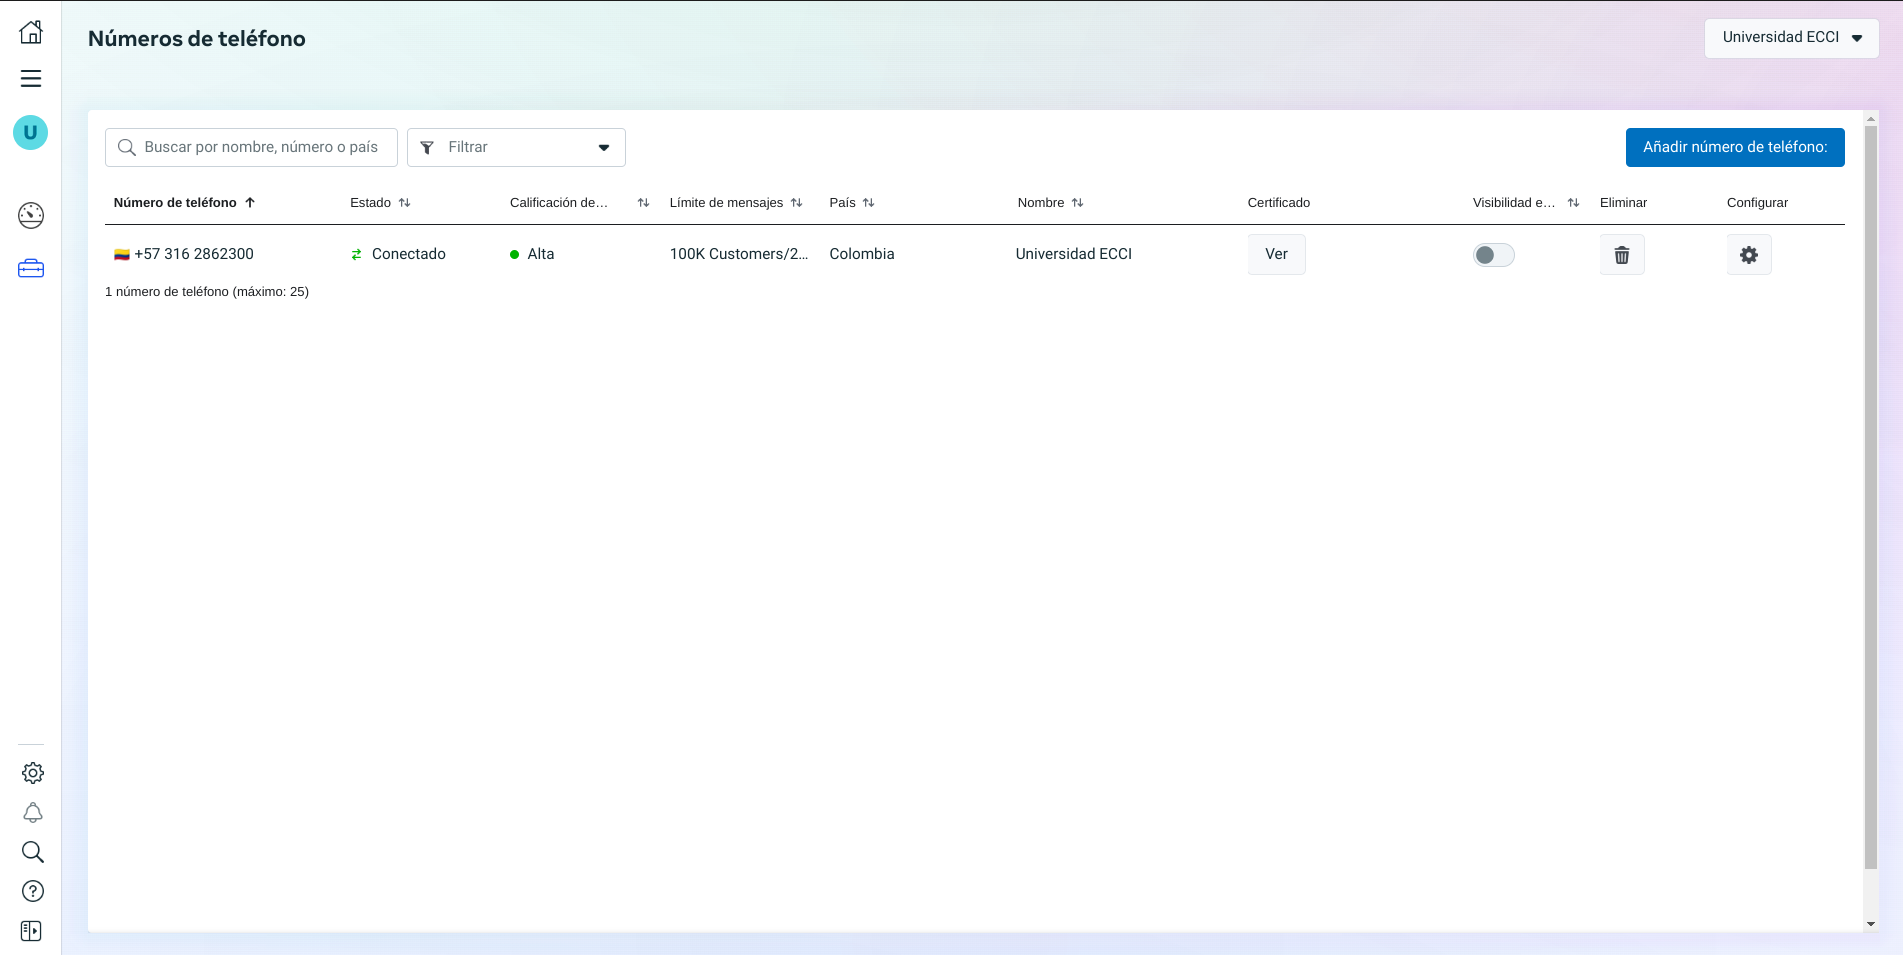 Números de teléfono
Universidad ECCI
U
Buscar por nombre, número o país
Filtrar
Añadir número de teléfono:
Número de teléfono Estado Calificación de… Límite de mensajes País Nombre Certificado Visibilidad e… Eliminar Configurar
+57 316 2862300 Conectado Alta 100K Customers/2… Colombia Universidad ECCI Ver
1 número de teléfono (máximo: 25)